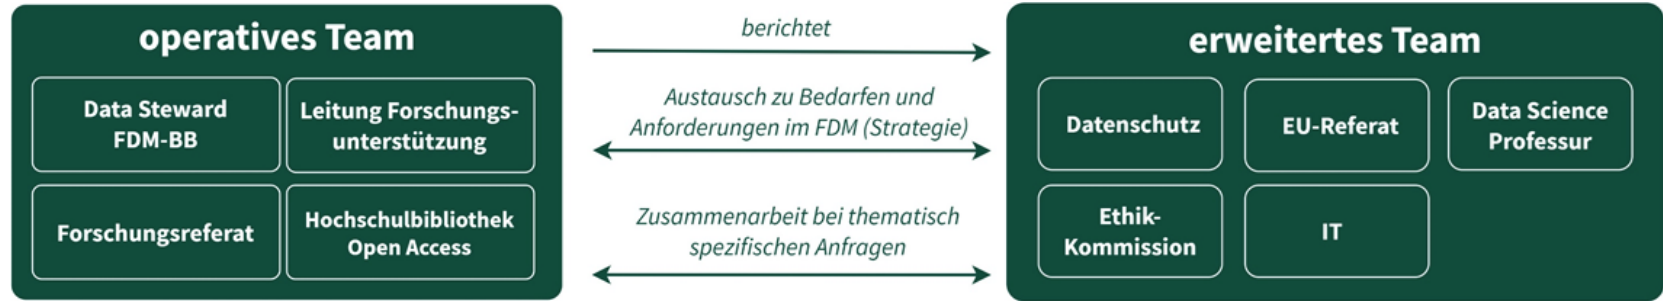 operatives Team
Data Steward
FDM-BB
Leitung Forschungs-
unterstützung
Forschungsreferat
Hochschulbibliothek
Open Access
berichtet
Austausch zu Bedarfen und
Anforderungen im FDM (Strategie)
Zusammenarbeit bei thematisch
spezifischen Anfragen
erweitertes Team
Datenschutz
EU-Referat
Data Science
Professur
Ethik-
Kommission
IT